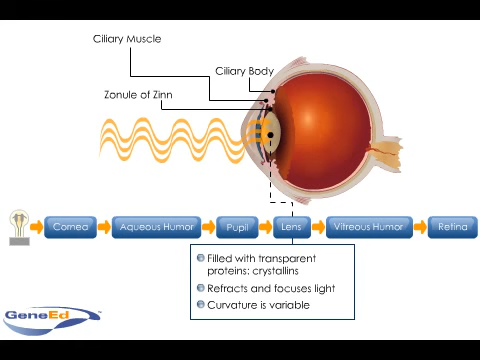 Ciliary Muscle
Ciliary Body
Zonule of Zinn
Cornea
Aqueous Humor
Pupil
Lens
Vitreous Humor
Retina
Filled with transparent
proteins: crystallins
Refracts and focuses light
Curvature is variable
GeneEd